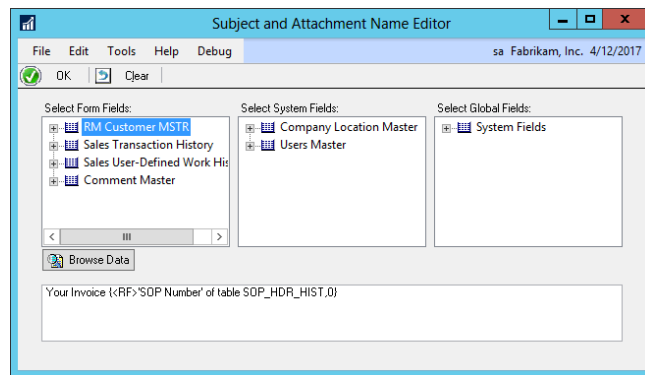 Subject and Attachment Name Editor
File Edit Tools Help Debug
sa Fabrikam, Inc. 4/12/2017
OK Clear
Select Form Fields: Select System Fields: Select Global Fields:
RM Customer MSTR Company Location Master System Fields
Sales Transaction History Users Master
Sales User-Defined Work His
Comment Master
Browse Data
Your Invoice {<RF>'SOP Number' of table SOP_HDR_HIST,0}